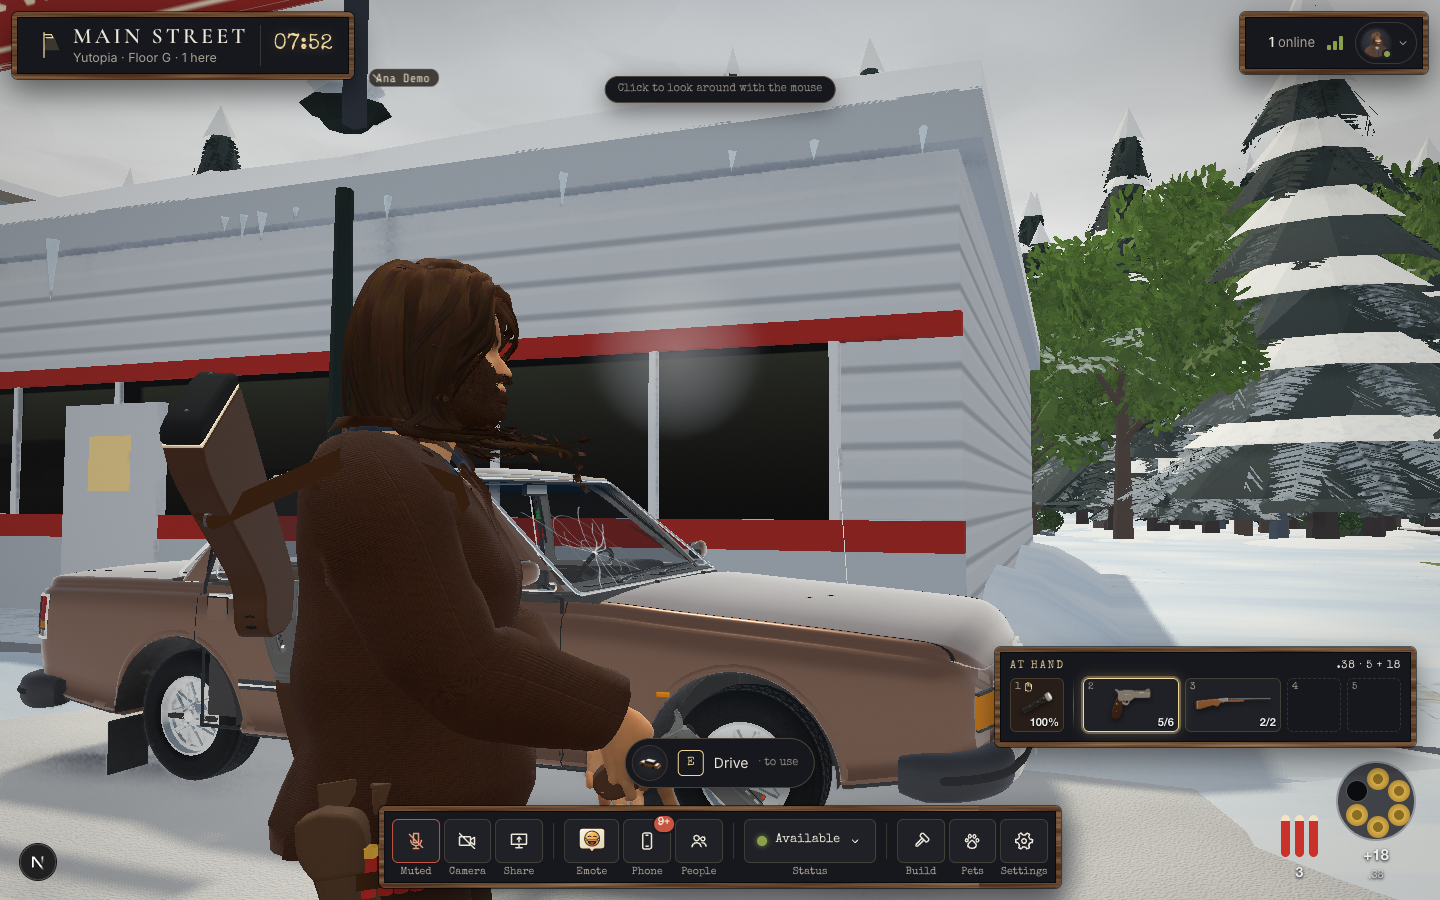 MAIN STREET
Yutopia · Floor G · 1 here
07:52
Ana Demo
Click to look around with the mouse
1 online
AT HAND
.38 · 5 + 18
1
100%
2
5/6
3
2/2
4
5
E
Drive
· to use
9+
Available
Muted
Camera
Share
Emote
Phone
People
Status
Build
Pets
Settings
N
3
+18
.38